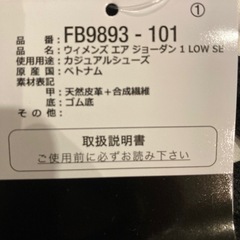 ①
品番：FB9893 - 101
品名：ウィメンズ エア ジョーダン 1 LOW SE
使用用途：カジュアルシューズ
原産国：ベトナム
素材表記
甲：天然皮革＋合成繊維
底：ゴム底
その他：
取扱説明書
ご使用前に必ずお読み下さい